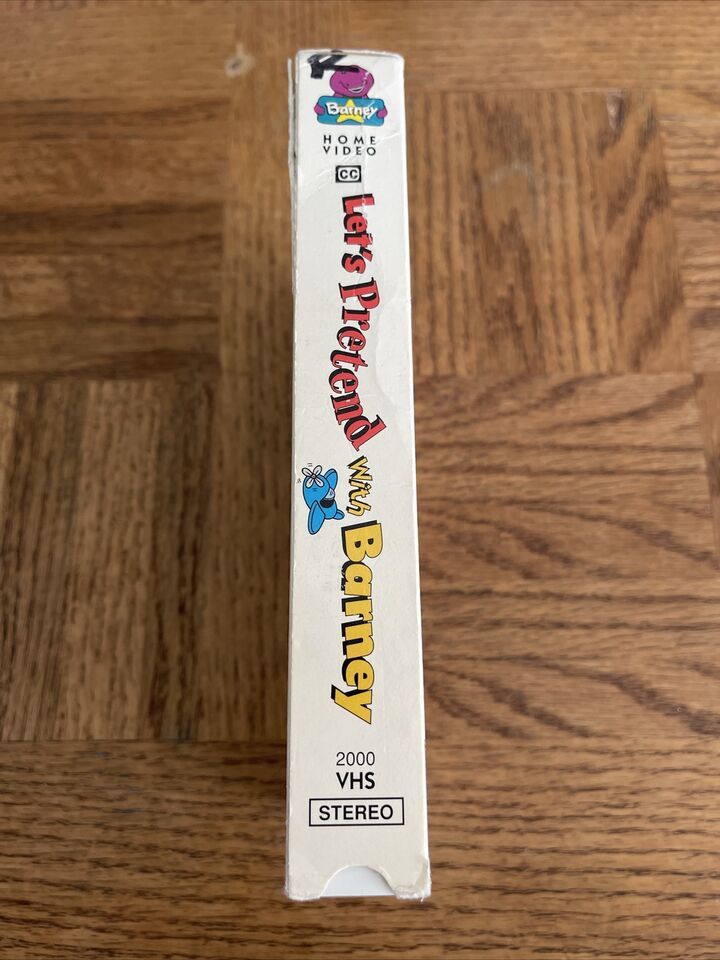 Barney
HOME
VIDEO
CC
Let's Pretend
With Barney
2000
VHS
STEREO